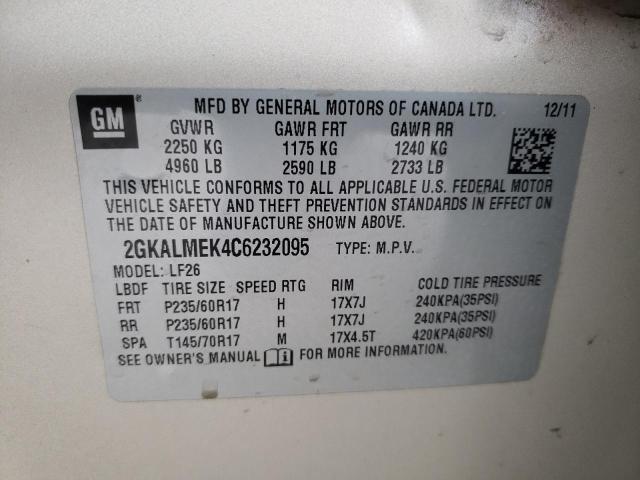 GM ®
MFD BY GENERAL MOTORS OF CANADA LTD. 12/11
GVWR GAWR FRT GAWR RR
2250 KG 1175 KG 1240 KG
4960 LB 2590 LB 2733 LB
THIS VEHICLE CONFORMS TO ALL APPLICABLE U.S. FEDERAL MOTOR
VEHICLE SAFETY AND THEFT PREVENTION STANDARDS IN EFFECT ON
THE DATE OF MANUFACTURE SHOWN ABOVE.
2GKALMEK4C6232095 TYPE: M.P.V.
MODEL: LF26
LBDF TIRE SIZE SPEED RTG RIM COLD TIRE PRESSURE
FRT P235/60R17 H 17X7J 240KPA(35PSI)
RR P235/60R17 H 17X7J 240KPA(35PSI)
SPA T145/70R17 M 17X4.5T 420KPA(60PSI)
SEE OWNER'S MANUAL i FOR MORE INFORMATION.